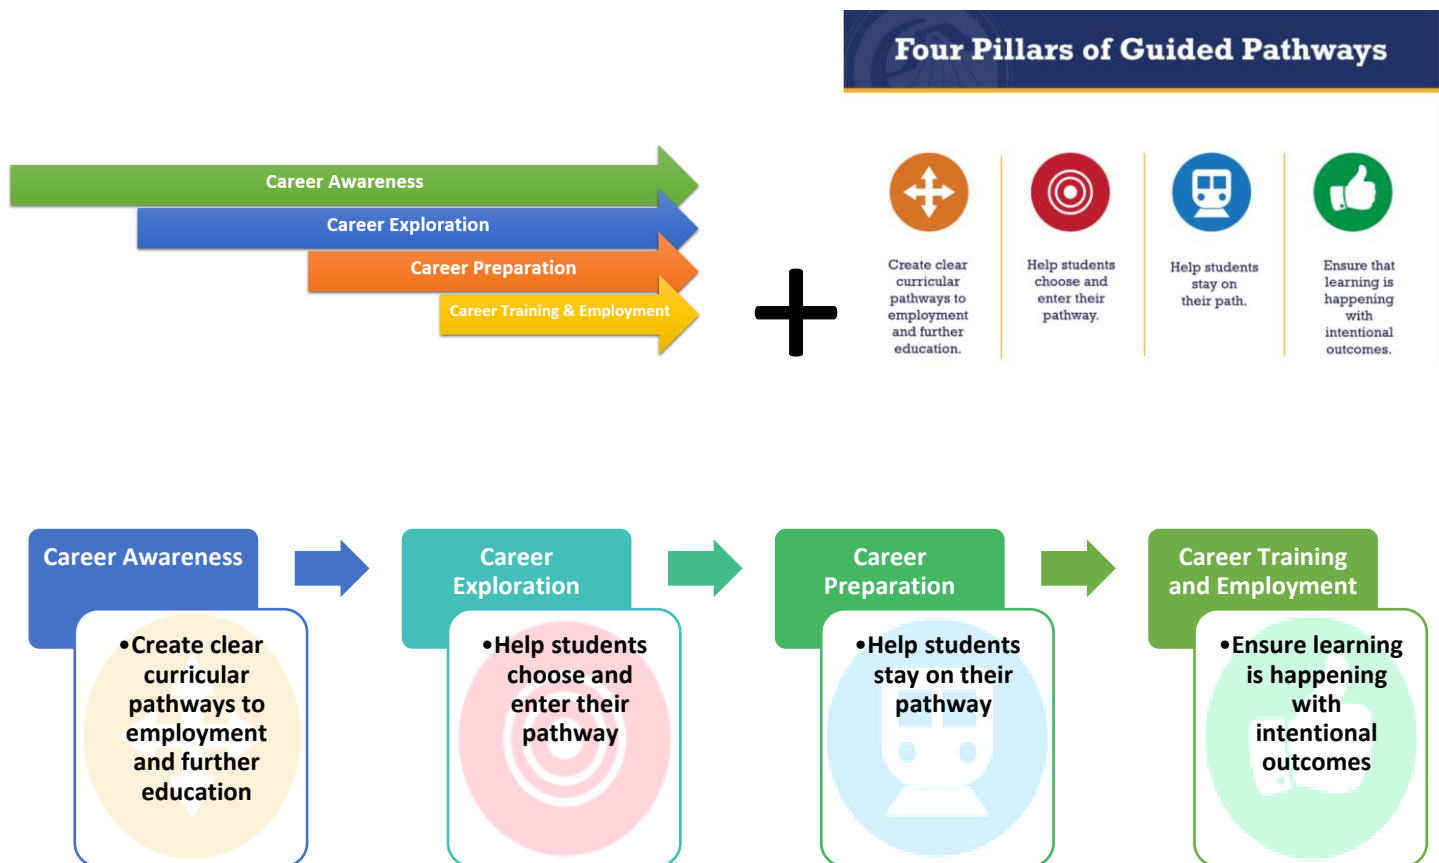 Four Pillars of Guided Pathways
Career Awareness
Career Exploration
Career Preparation
Career Training & Employment
+
Create clear
curricular
pathways to
employment
and further
education.
Help students
choose and
enter their
pathway.
Help students
stay on
their path.
Ensure that
learning is
happening
with
intentional
outcomes.
Career Awareness
•Create clear
curricular
pathways to
employment
and further
education
Career
Exploration
•Help students
choose and
enter their
pathway
Career
Preparation
•Help students
stay on their
pathway
Career Training
and Employment
•Ensure learning
is happening
with
intentional
outcomes